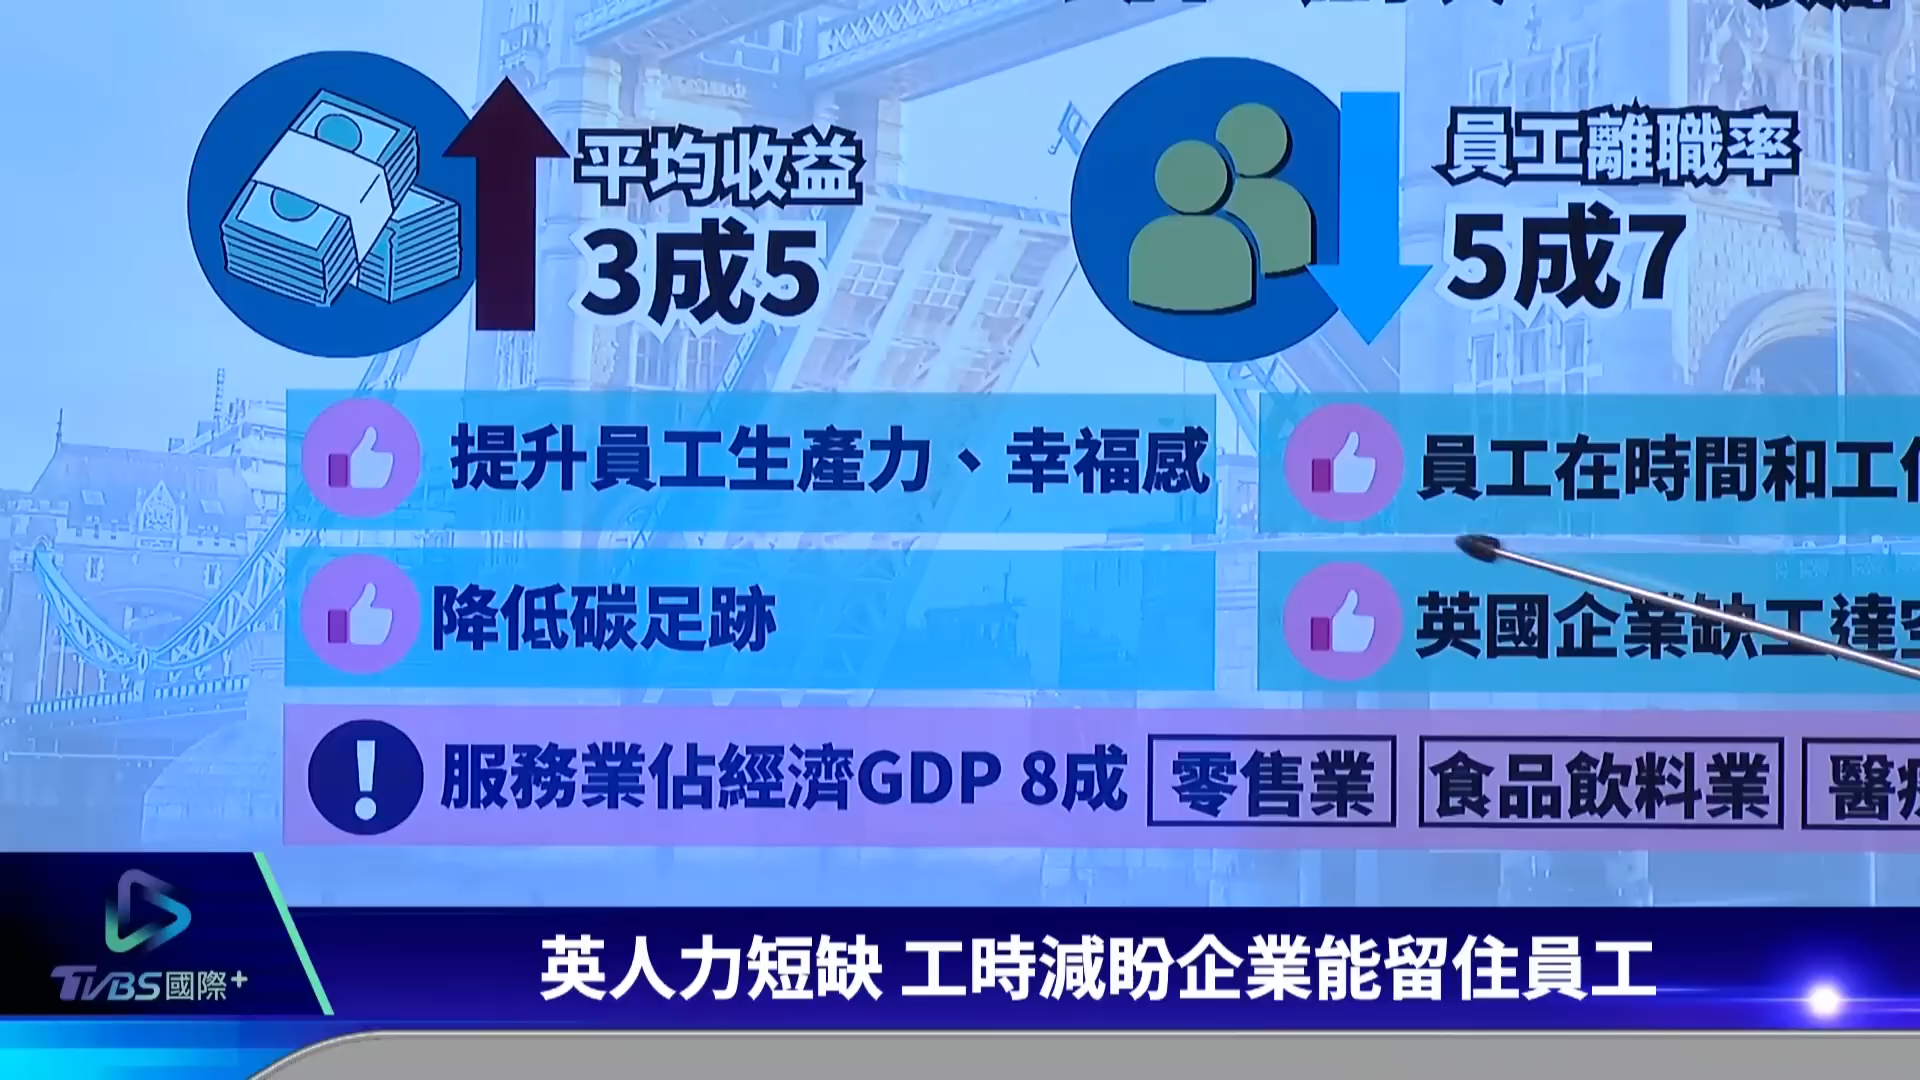 平均收益
3成5
員工離職率
5成7
提升員工生產力、幸福感
員工在時間和工
降低碳足跡
英國企業缺工達
服務業佔經濟GDP 8成 零售業 食品飲料業 醫
TVBS國際+
英人力短缺 工時減盼企業能留住員工